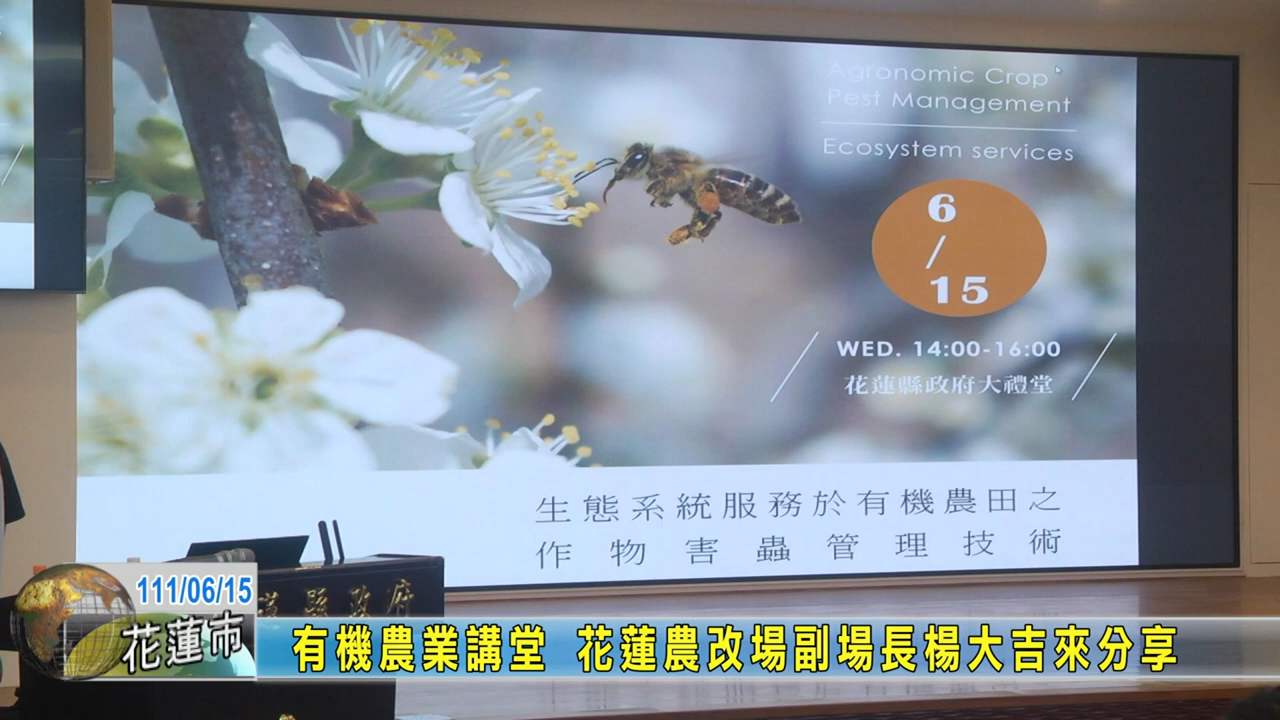 Agronomic Crop
Pest Management
Ecosystem services
6
/
15
WED. 14:00-16:00
花蓮縣政府大禮堂
生態系統服務於有機農田之
作物害蟲管理技術
縣政府
111/06/15
花蓮市
有機農業講堂 花蓮農改場副場長楊大吉來分享